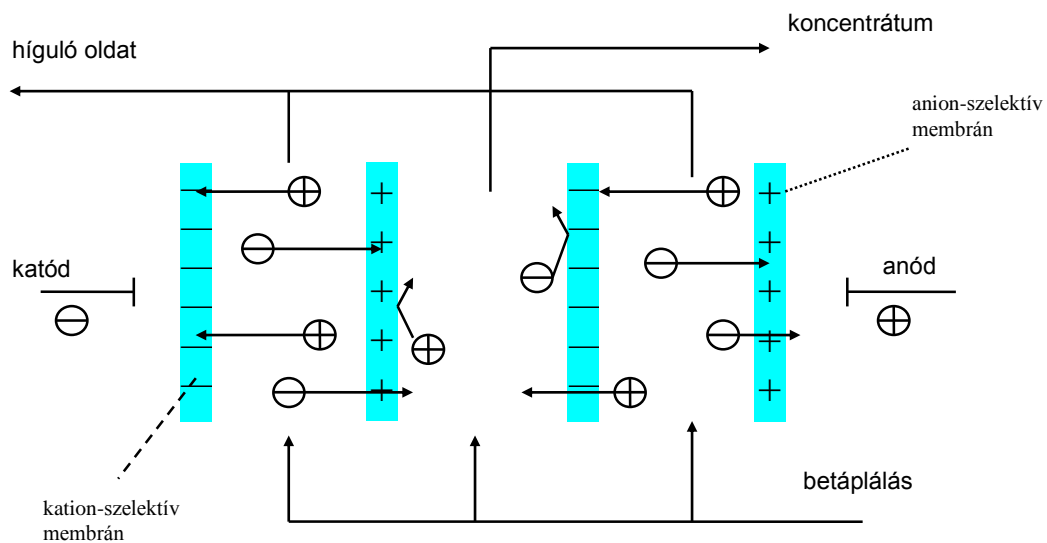 koncentrátum
híguló oldat
anion-szelektív
membrán
katód
anód
betáplálás
kation-szelektív
membrán